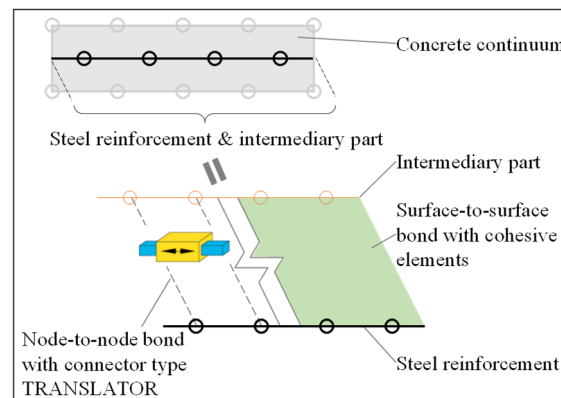 Concrete continuum
Steel reinforcement & intermediary part
Intermediary part
Surface-to-surface
bond with cohesive
elements
Node-to-node bond
with connector type
TRANSLATOR
Steel reinforcement